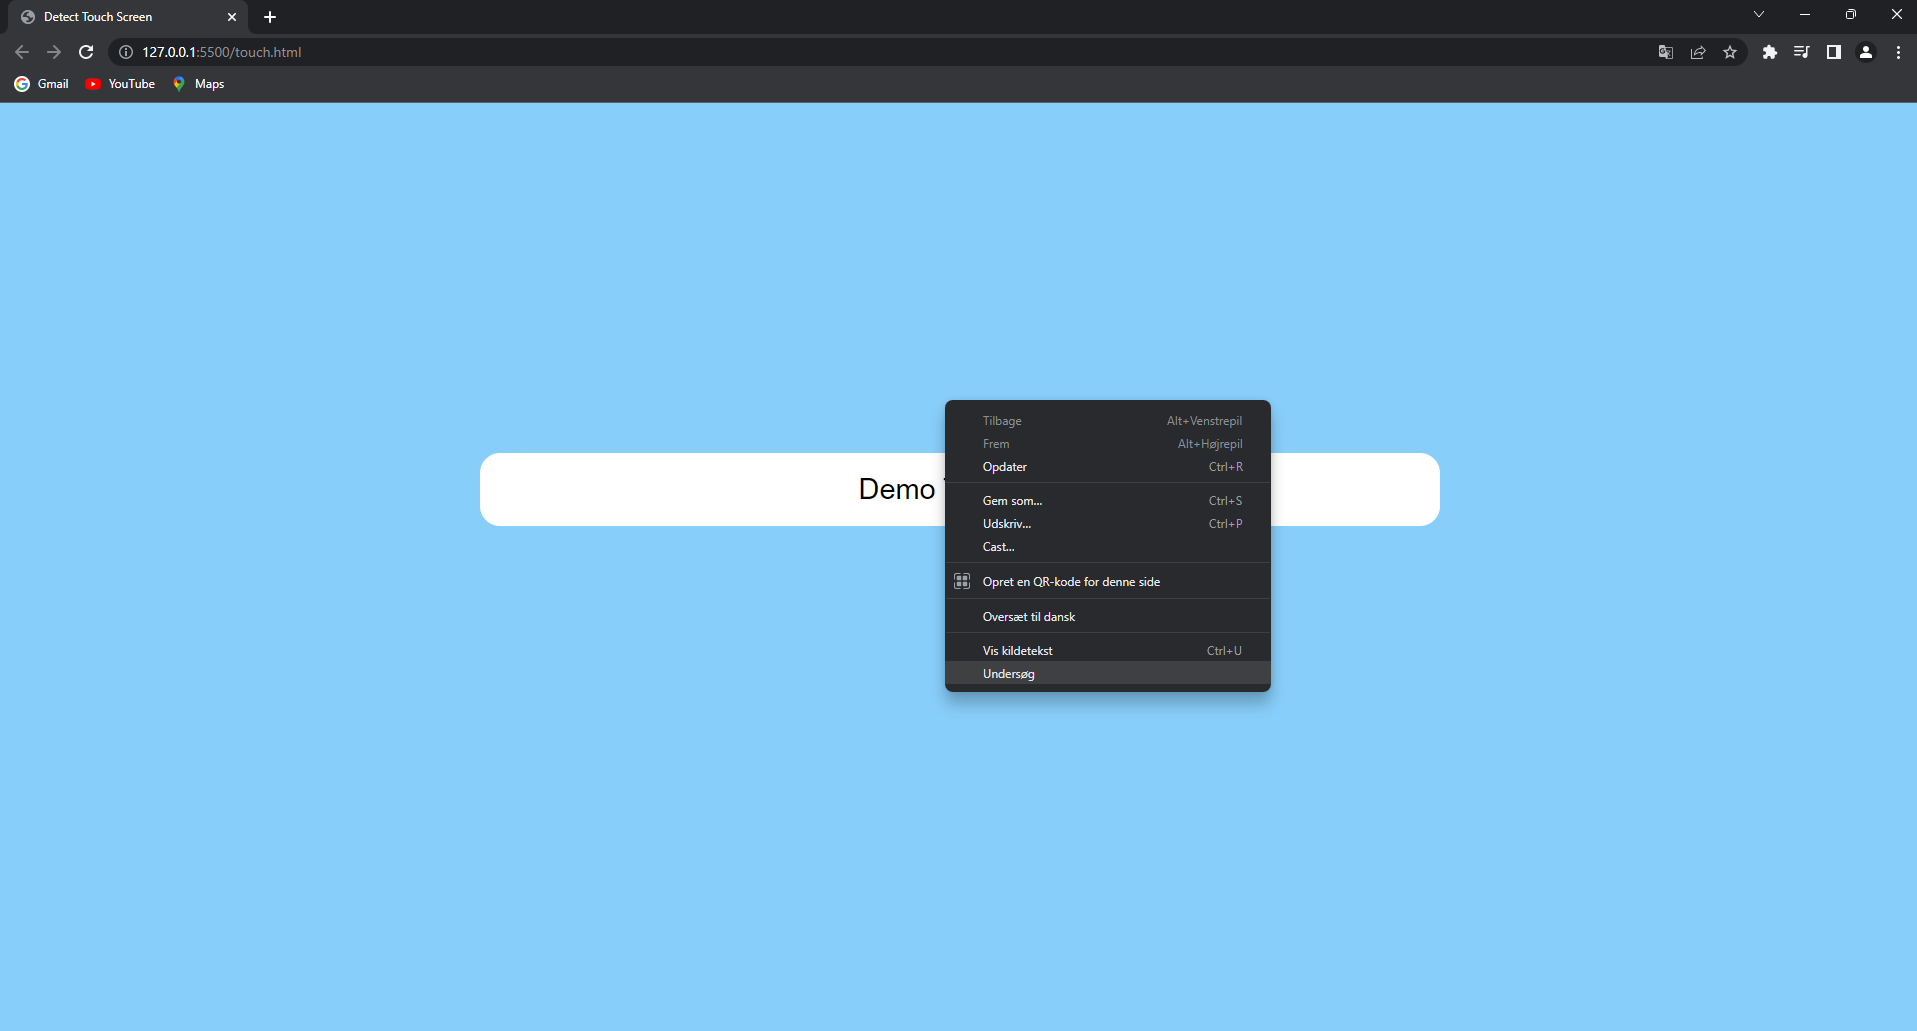 Detect Touch Screen
127.0.0.1:5500/touch.html
Gmail YouTube Maps
Demo
Tilbage Alt+Venstrepil
Frem Alt+Højrepil
Opdater Ctrl+R
Gem som... Ctrl+S
Udskriv... Ctrl+P
Cast...
Opret en QR-kode for denne side
Oversæt til dansk
Vis kildetekst Ctrl+U
Undersøg